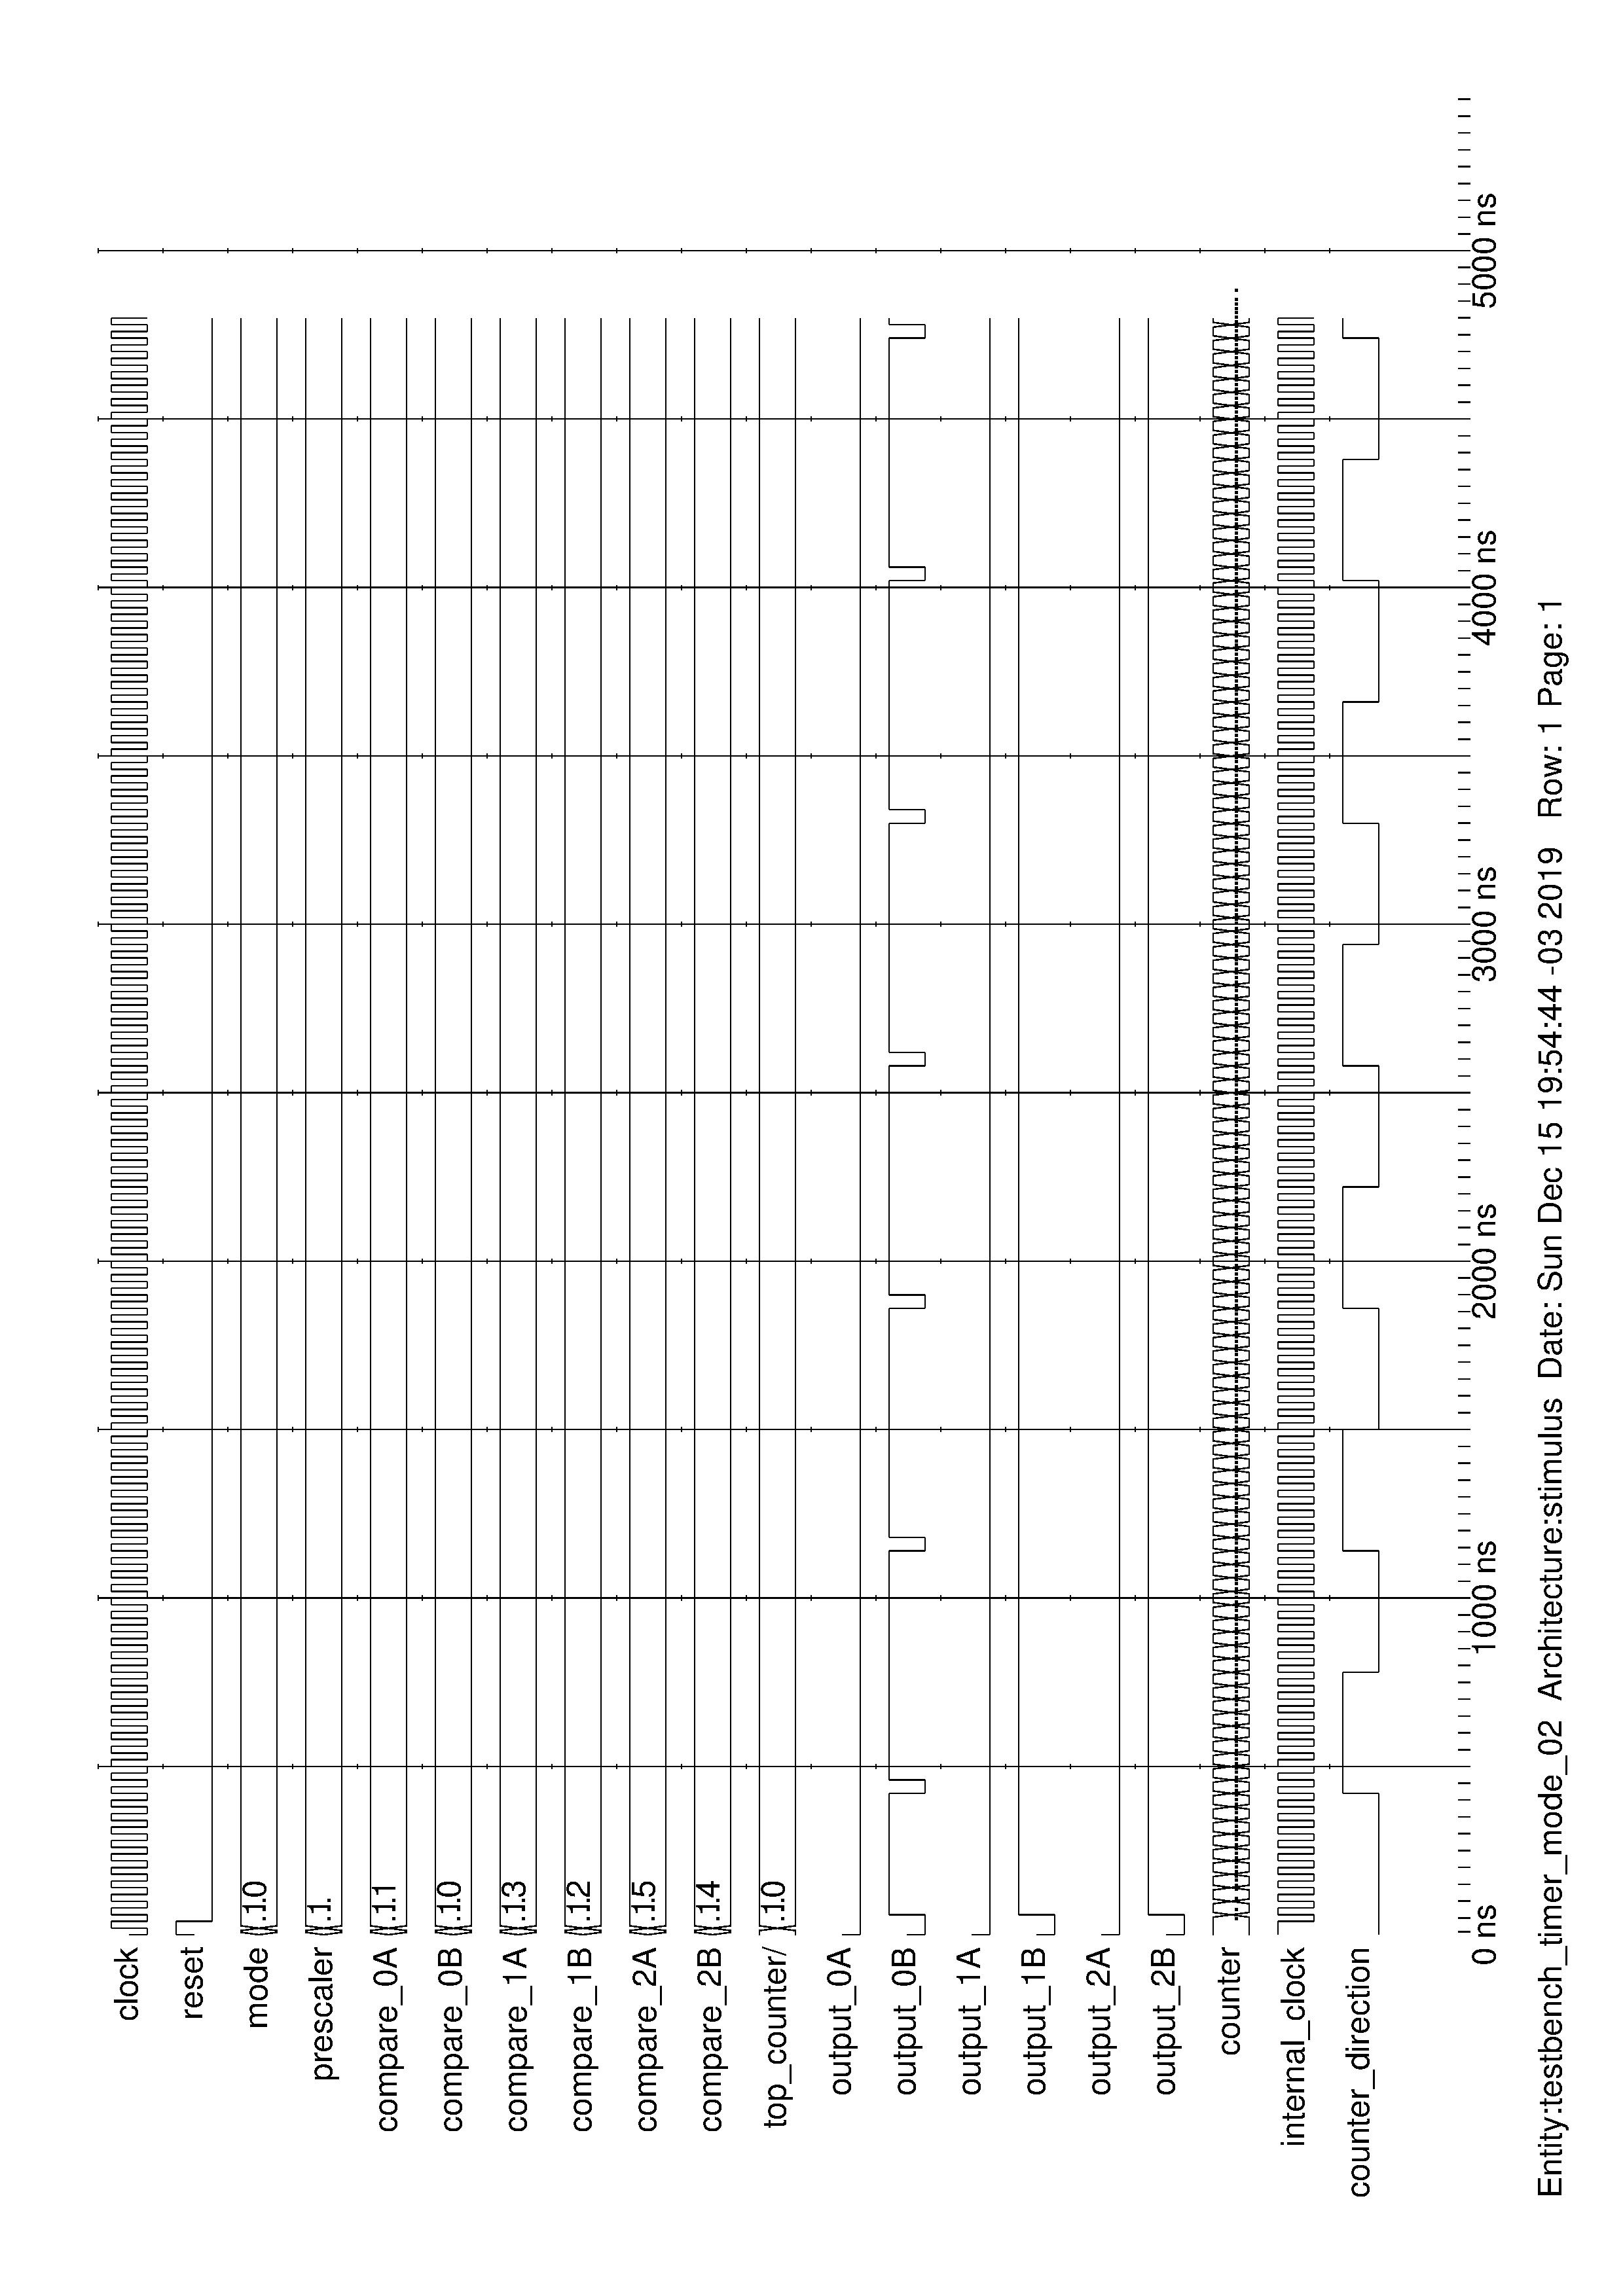 clock
reset
mode .1.0
prescaler .1.
compare_0A .1.1
compare_0B .1.0
compare_1A .1.3
compare_1B .1.2
compare_2A .1.5
compare_2B .1.4
top_counter/ .1.0
output_0A
output_0B
output_1A
output_1B
output_2A
output_2B
counter
internal_clock
counter_direction
0 ns 1000 ns 2000 ns 3000 ns 4000 ns 5000 ns
Entity:testbench_timer_mode_02 Architecture:stimulus Date: Sun Dec 15 19:54:44 -03 2019 Row: 1 Page: 1